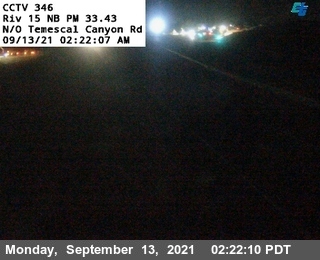 CCTV 346
Riv 15 NB PM 33.43
N/O Temescal Canyon Rd
09/13/21 02:22:07 AM
Monday, September 13, 2021 02:22:10 PDT